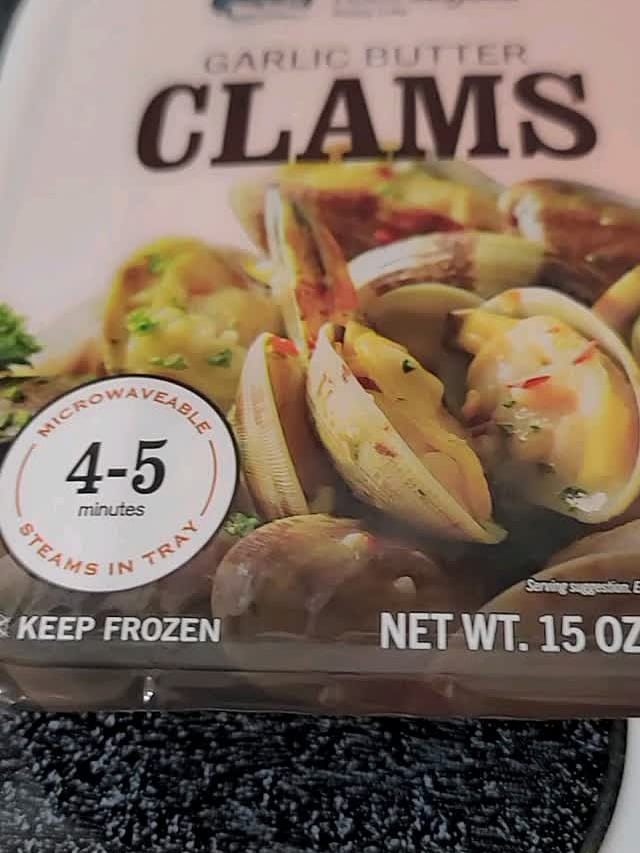 GARLIC BUTTER
CLAMS
MICROWAVEABLE
4-5
minutes
STEAMS IN TRAY
Serving suggestion.
KEEP FROZEN
NET WT. 15 OZ